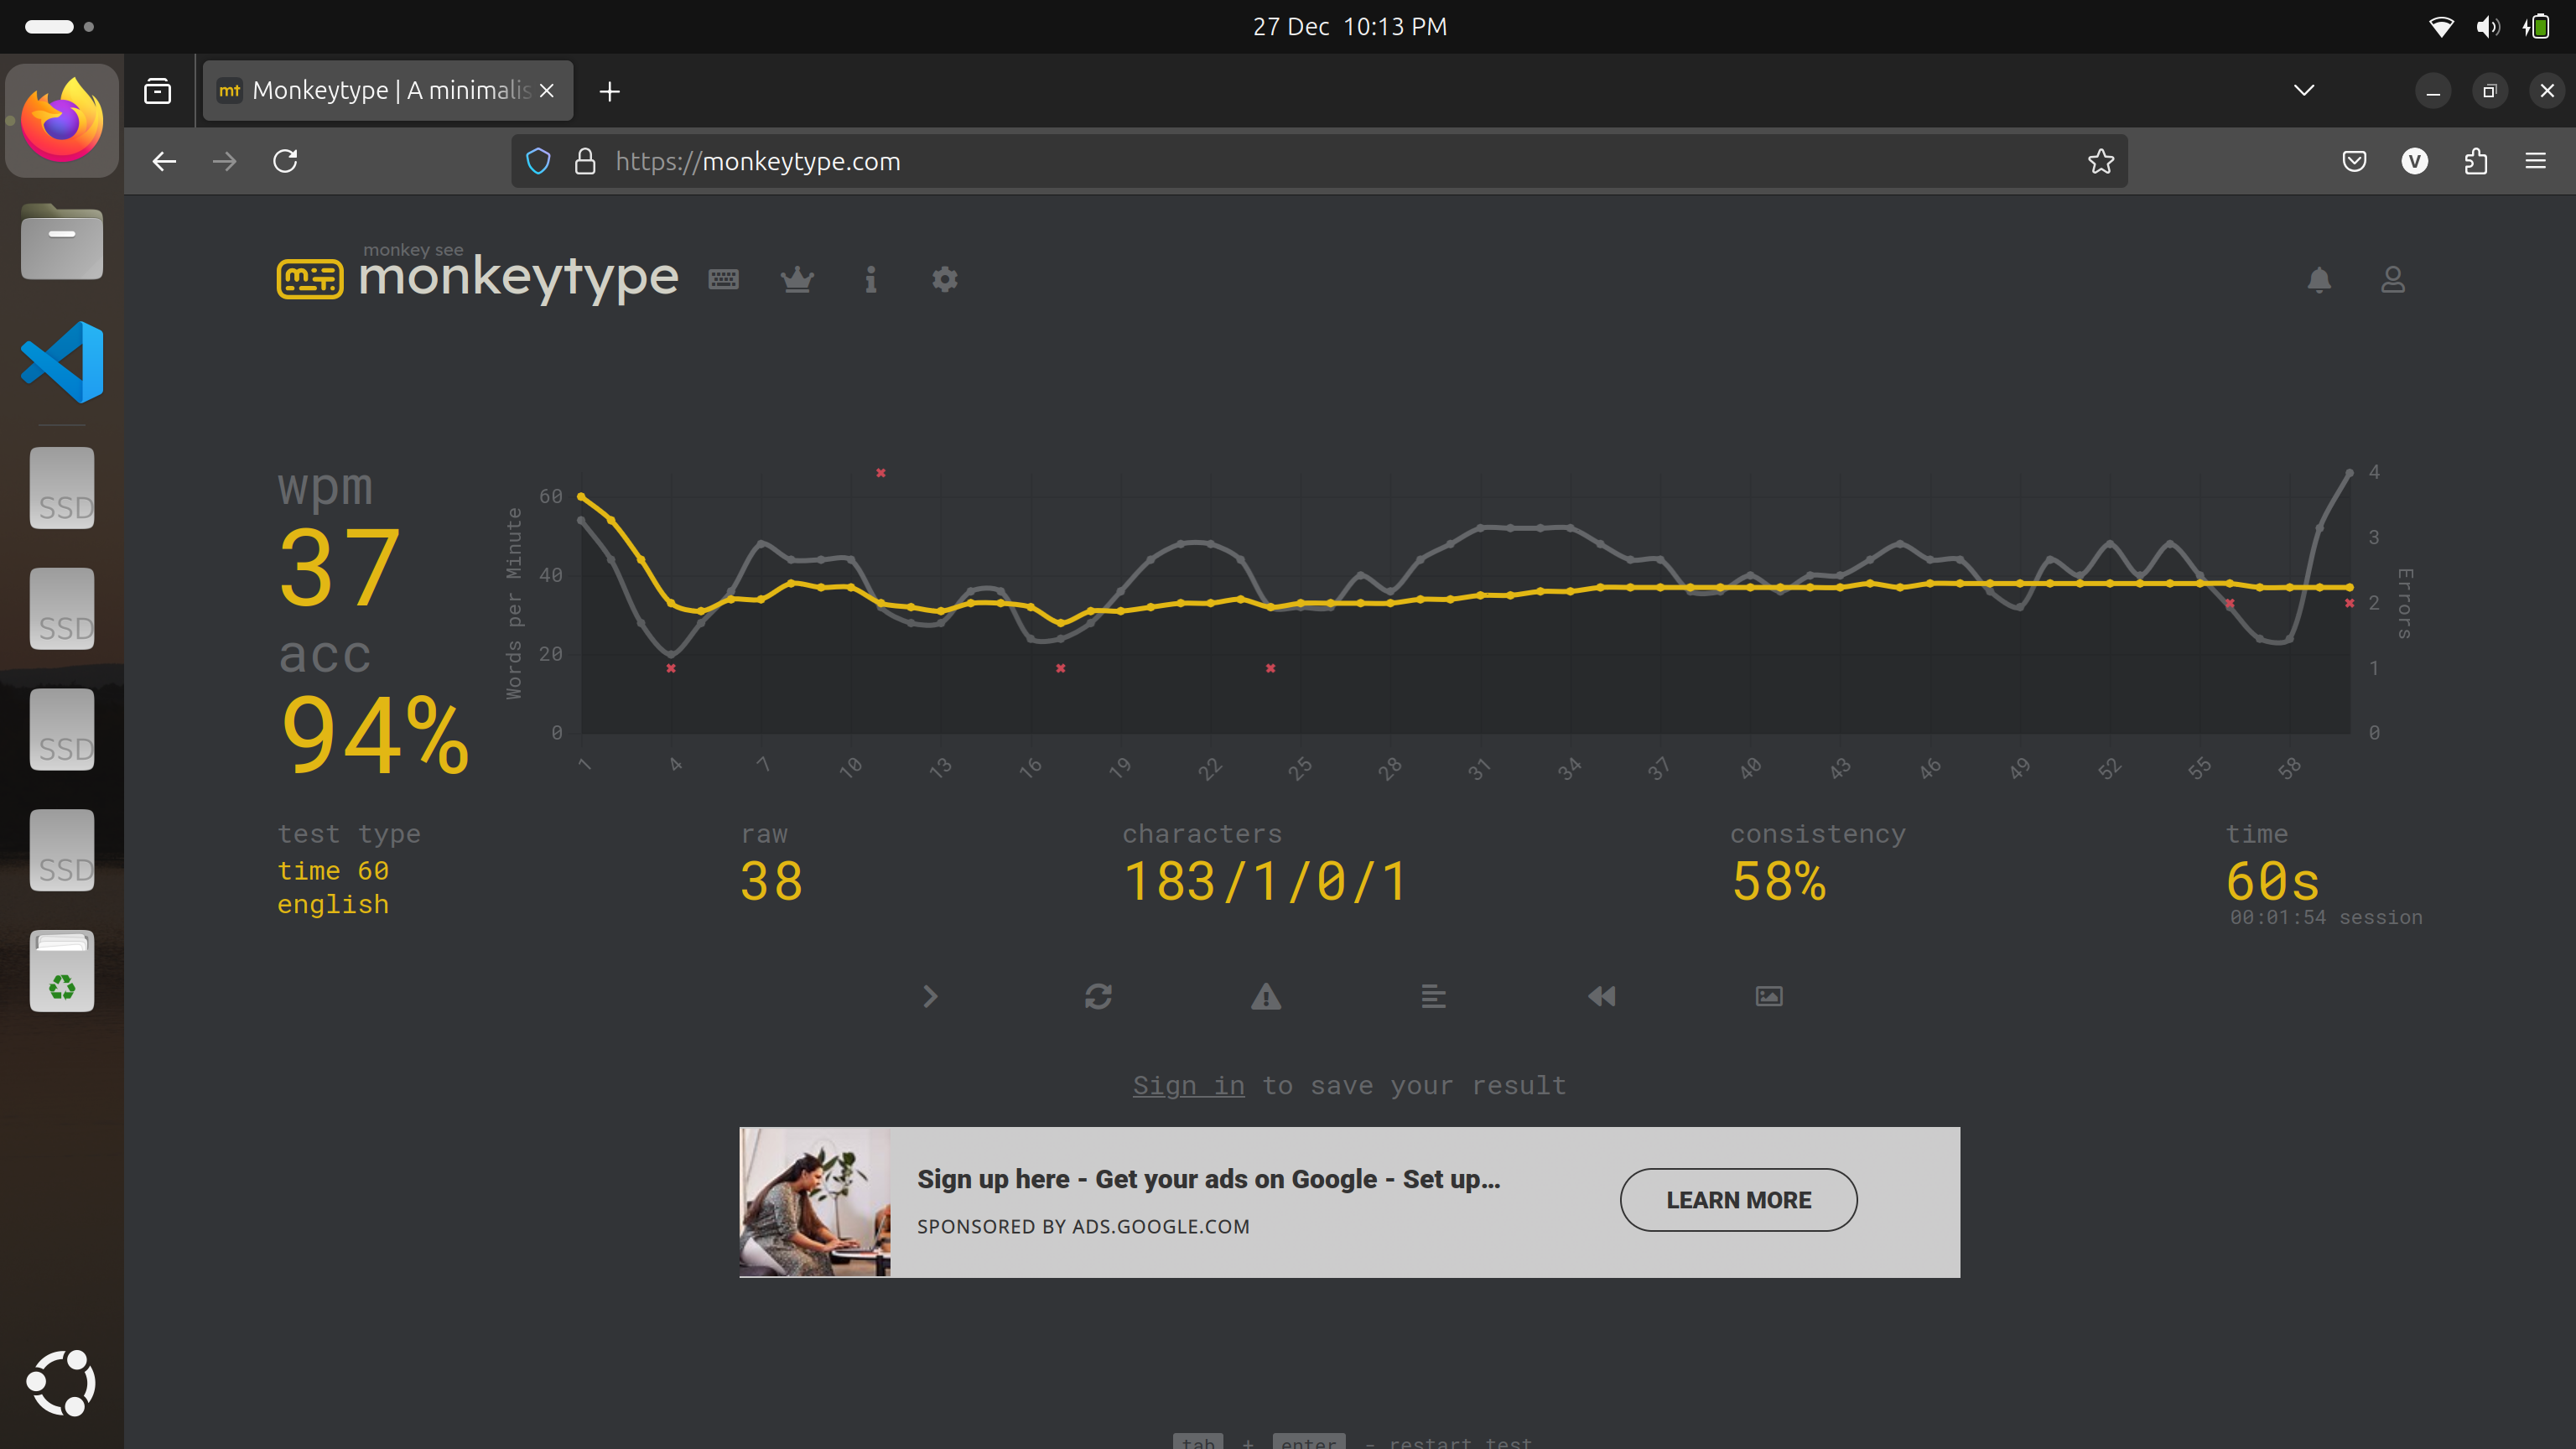 27 Dec 10:13 PM
mt Monkeytype | A minimalis
https://monkeytype.com
V
monkey see
monkeytype
wpm
37
acc
94%
Words per Minute
60
40
20
0
4
3
2
1
0
Errors
1 4 7 10 13 16 19 22 25 28 31 34 37 40 43 46 49 52 55 58
test type
time 60
english
raw
38
characters
183/1/0/1
consistency
58%
time
60s
00:01:54 session
Sign in to save your result
Sign up here - Get your ads on Google - Set up...
SPONSORED BY ADS.GOOGLE.COM
LEARN MORE
tab + enter - restart test
SSD
SSD
SSD
SSD